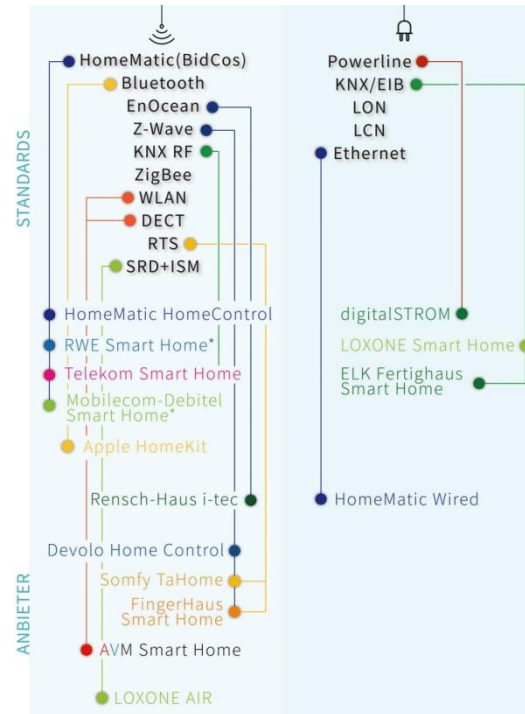 HomeMatic(BidCos)
Bluetooth
EnOcean
Z-Wave
KNX RF
ZigBee
WLAN
DECT
RTS
SRD+ISM
STANDARDS
HomeMatic HomeControl
RWE Smart Home*
Telekom Smart Home
Mobilcom-Debitel
Smart Home*
Apple HomeKit
Rensch-Haus i-tec
Devolo Home Control
Somfy TaHome
FingerHaus
Smart Home
AVM Smart Home
LOXONE AIR
ANBIETER
Powerline
KNX/EIB
LON
LCN
Ethernet
digitalSTROM
LOXONE Smart Home
ELK Fertighaus
Smart Home
HomeMatic Wired